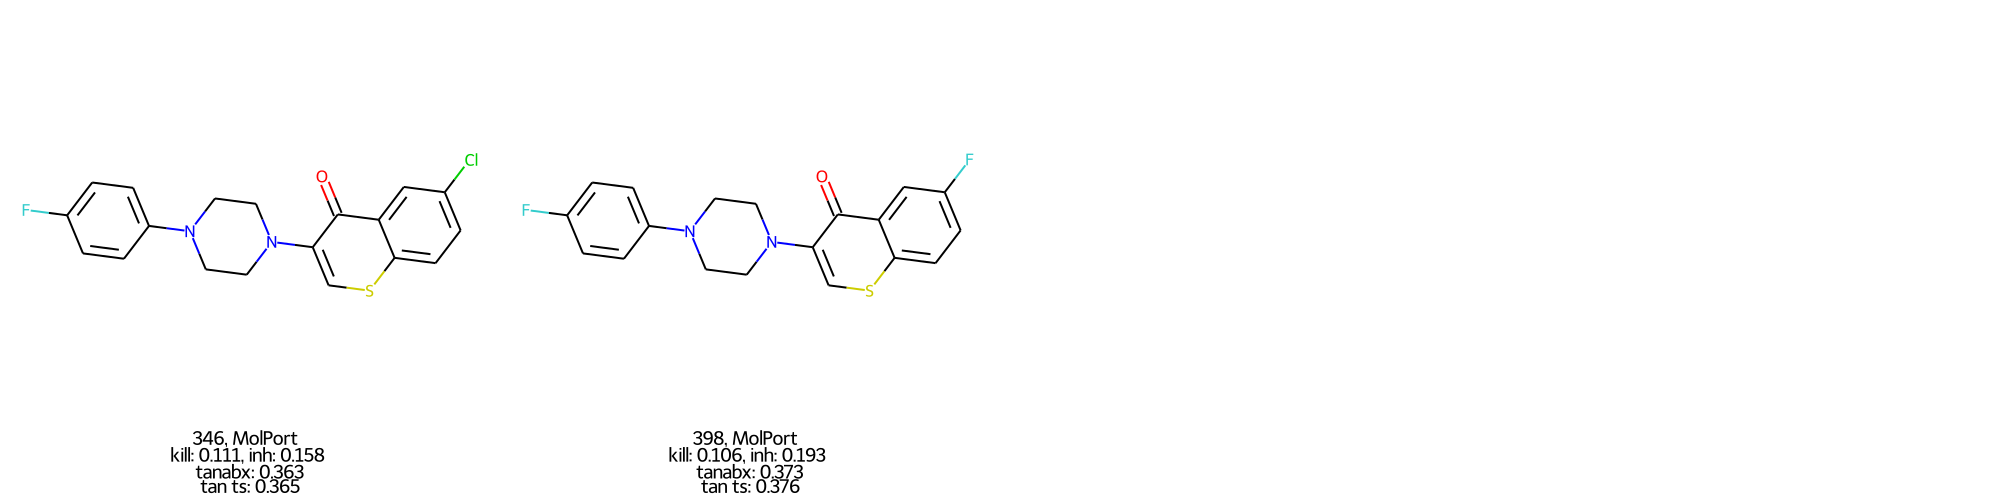 Cl
F
O
O
F
F
N
N
N
N
S
S
346, MolPort
kill: 0.111, inh: 0.158
tanabx: 0.363
tan ts: 0.365
398, MolPort
kill: 0.106, inh: 0.193
tanabx: 0.373
tan ts: 0.376